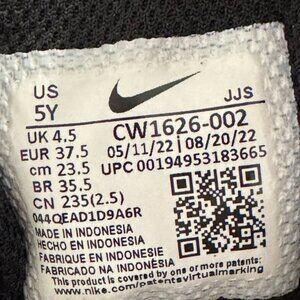 US JJS
5Y
UK 4.5 CW1626-002
EUR 37.5 05/11/22 | 08/20/22
cm 23.5 UPC 00194953183665
BR 35,5
CN 235(2.5)
044QEAD1D9A6R
MADE IN INDONESIA
HECHO EN INDONESIA
FABRIQUE EN INDONESIE
FABRICADO NA INDONÉSIA
This product is covered by one or more patents.
www.nike.com/patentsvirtualmarking